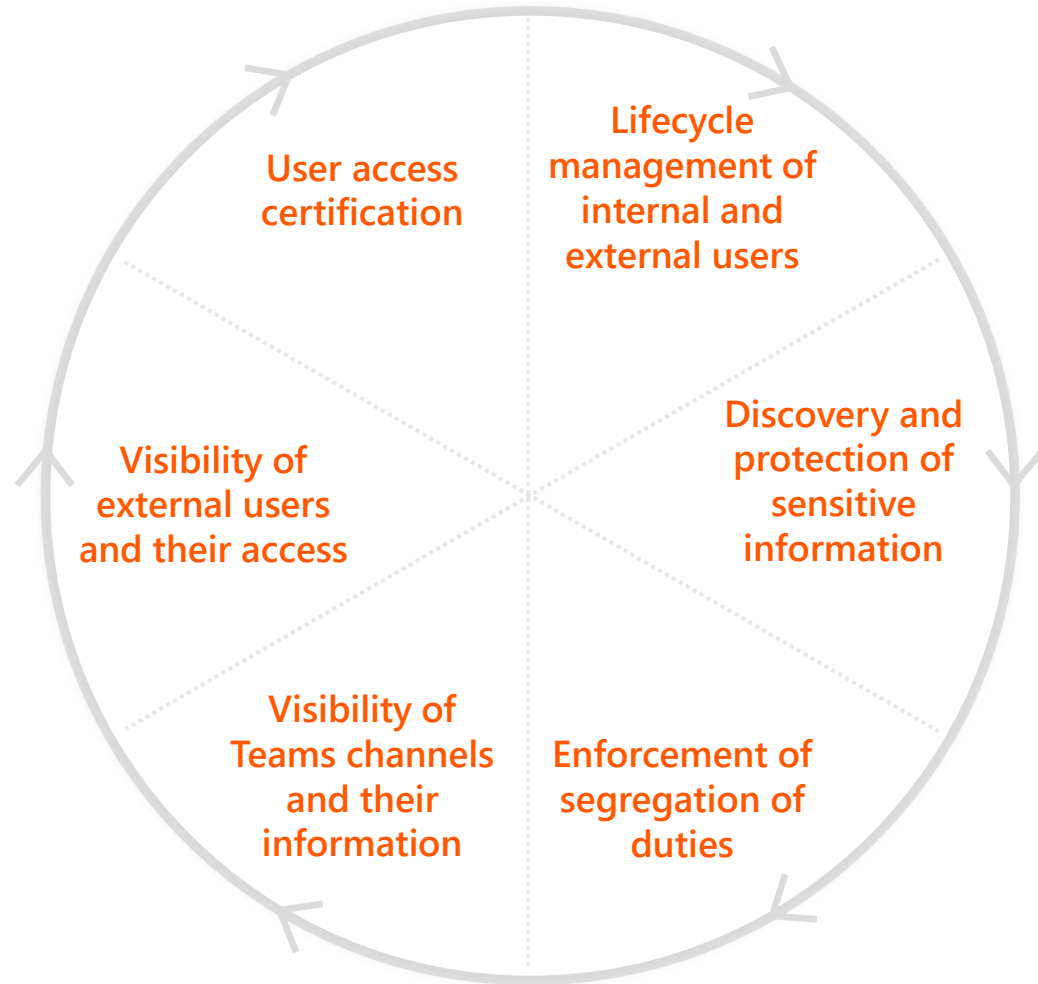 Lifecycle
management of
internal and
external users
User access
certification
Discovery and
protection of
sensitive
information
Visibility of
external users
and their access
Visibility of
Teams channels
and their
information
Enforcement of
segregation of
duties